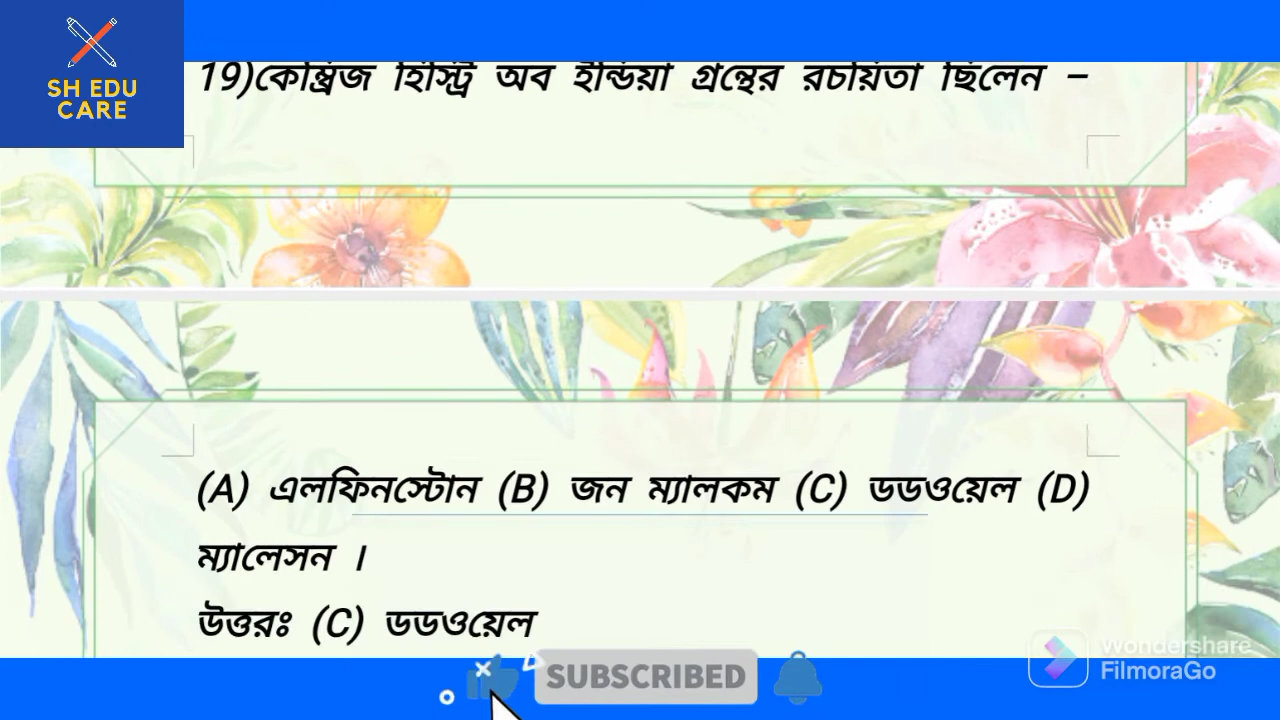 SH EDU
CARE
19)কেম্ব্রিজ হিস্ট্রি অব ইন্ডিয়া গ্রন্থের রচয়িতা ছিলেন –
(A) এলফিনস্টোন (B) জন ম্যালকম (C) ডডওয়েল (D)
ম্যালেসন ।
উত্তরঃ (C) ডডওয়েল
Wondershare
FilmoraGo
SUBSCRIBED